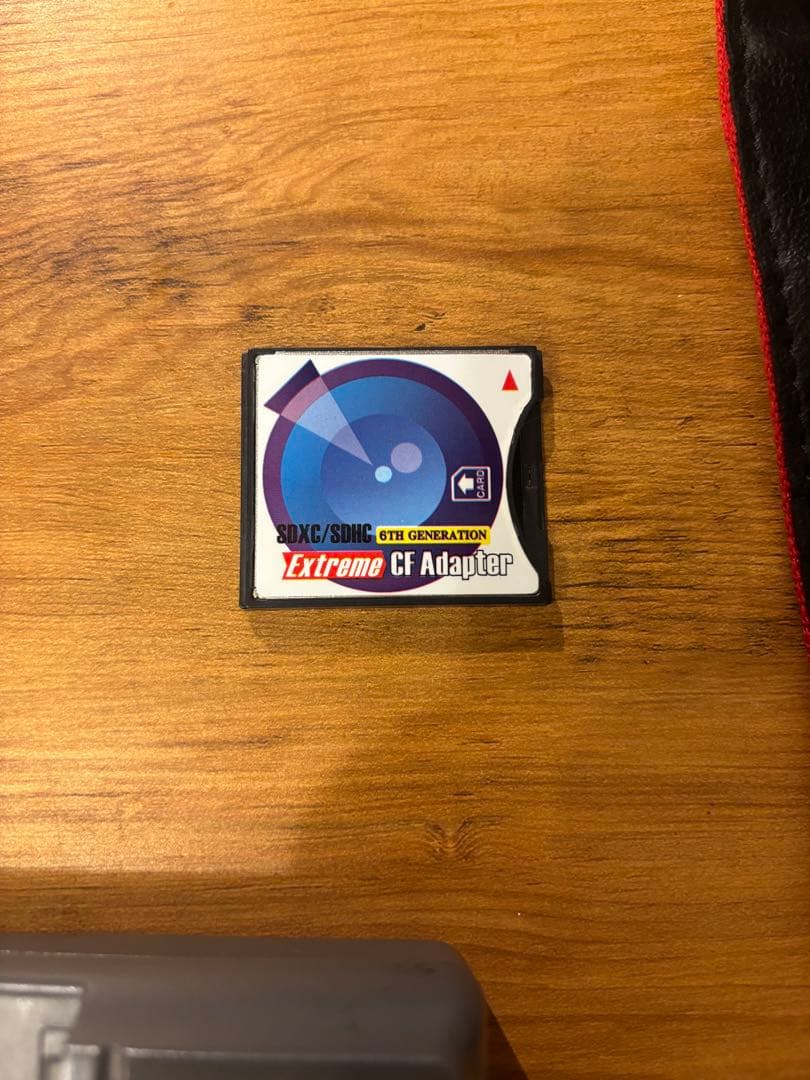 CARD
SDXC/SDHC 6TH GENERATION
Extreme CF Adapter